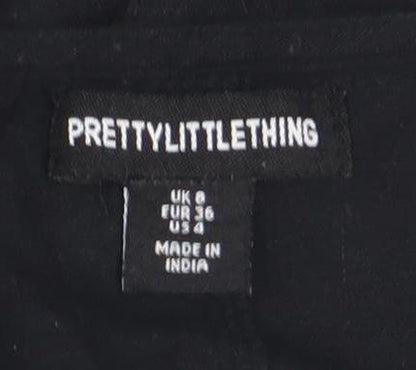 PRETTYLITTLETHING
UK 8
EUR 36
US 4
MADE IN
INDIA